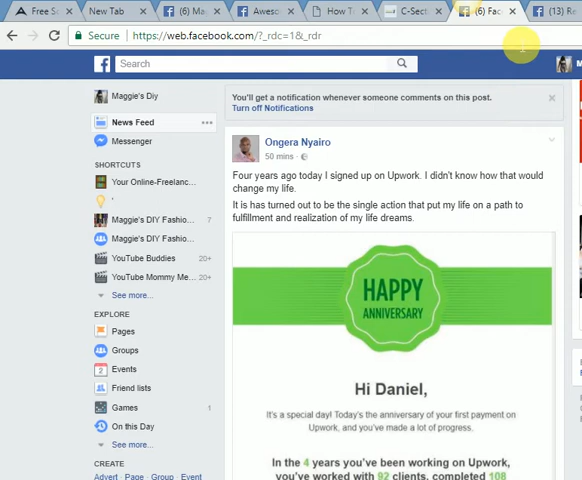 Free S
New Tab
(6) Ma
Aweso
How T
C-Secti
(6) Fac
(13) Re
Secure
https://web.facebook.com/?_rdc=1&_rdr
Search
Maggie's Diy
News Feed
Messenger
SHORTCUTS
Your Online-Freelanc...
Maggie's DIY Fashio... 7
Maggie's DIY Fashio...
YouTube Buddies 20+
YouTube Mommy Me... 20+
See more...
EXPLORE
Pages
Groups
2 Events
Friend lists
Games 1
On this Day
See more...
CREATE
Advert · Page · Group · Event
You'll get a notification whenever someone comments on this post.
Turn off Notifications
Ongera Nyairo
50 mins ·
Four years ago today I signed up on Upwork. I didn't know how that would
change my life.
It is has turned out to be the single action that put my life on a path to
fulfillment and realization of my life dreams.
HAPPY
ANNIVERSARY
Hi Daniel,
It's a special day! Today's the anniversary of your first payment on
Upwork, and you've made a lot of progress.
In the 4 years you've been working on Upwork,
you've worked with 92 clients, completed 108